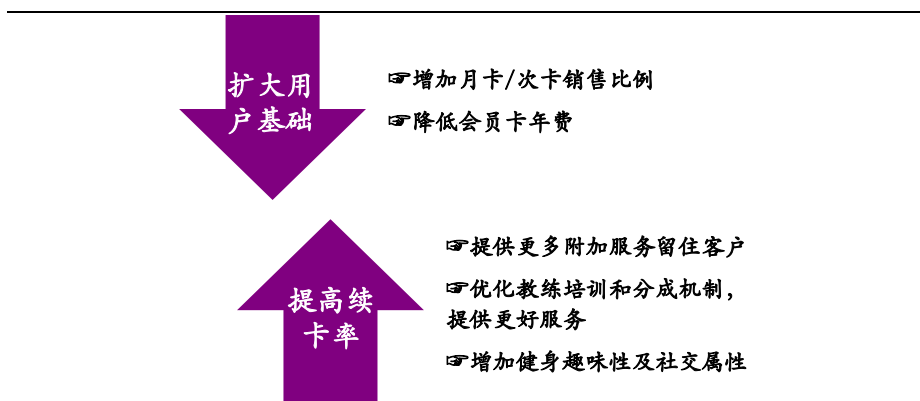 扩大用
户基础
☞增加月卡/次卡销售比例
☞降低会员卡年费
提高续
卡率
☞提供更多附加服务留住客户
☞优化教练培训和分成机制，
提供更好服务
☞增加健身趣味性及社交属性